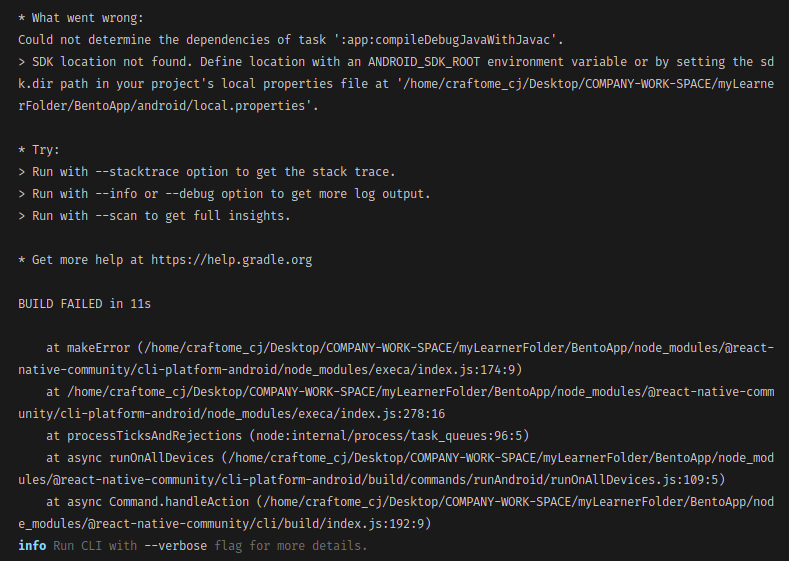 * What went wrong:
Could not determine the dependencies of task ':app:compileDebugJavaWithJavac'.
> SDK location not found. Define location with an ANDROID_SDK_ROOT environment variable or by setting the sd
k.dir path in your project's local properties file at '/home/craftome_cj/Desktop/COMPANY-WORK-SPACE/myLearne
rFolder/BentoApp/android/local.properties'.
* Try:
> Run with --stacktrace option to get the stack trace.
> Run with --info or --debug option to get more log output.
> Run with --scan to get full insights.
* Get more help at https://help.gradle.org
BUILD FAILED in 11s
at makeError (/home/craftome_cj/Desktop/COMPANY-WORK-SPACE/myLearnerFolder/BentoApp/node_modules/@react-
native-community/cli-platform-android/node_modules/execa/index.js:174:9)
at /home/craftome_cj/Desktop/COMPANY-WORK-SPACE/myLearnerFolder/BentoApp/node_modules/@react-native-comm
unity/cli-platform-android/node_modules/execa/index.js:278:16
at processTicksAndRejections (node:internal/process/task_queues:96:5)
at async runOnAllDevices (/home/craftome_cj/Desktop/COMPANY-WORK-SPACE/myLearnerFolder/BentoApp/node_mod
ules/@react-native-community/cli-platform-android/build/commands/runAndroid/runOnAllDevices.js:109:5)
at async Command.handleAction (/home/craftome_cj/Desktop/COMPANY-WORK-SPACE/myLearnerFolder/BentoApp/nod
e_modules/@react-native-community/cli/build/index.js:192:9)
info Run CLI with --verbose flag for more details.